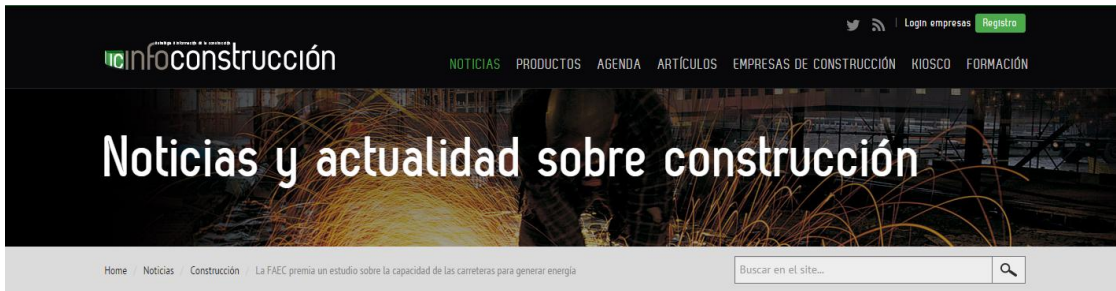 Login empresas Registro
IC infoconstrucción
NOTICIAS PRODUCTOS AGENDA ARTÍCULOS EMPRESAS DE CONSTRUCCIÓN KIOSCO FORMACIÓN
Noticias y actualidad sobre construcción
Home / Noticias / Construcción / La FAEC premia un estudio sobre la capacidad de las carreteras para generar energía
Buscar en el site...